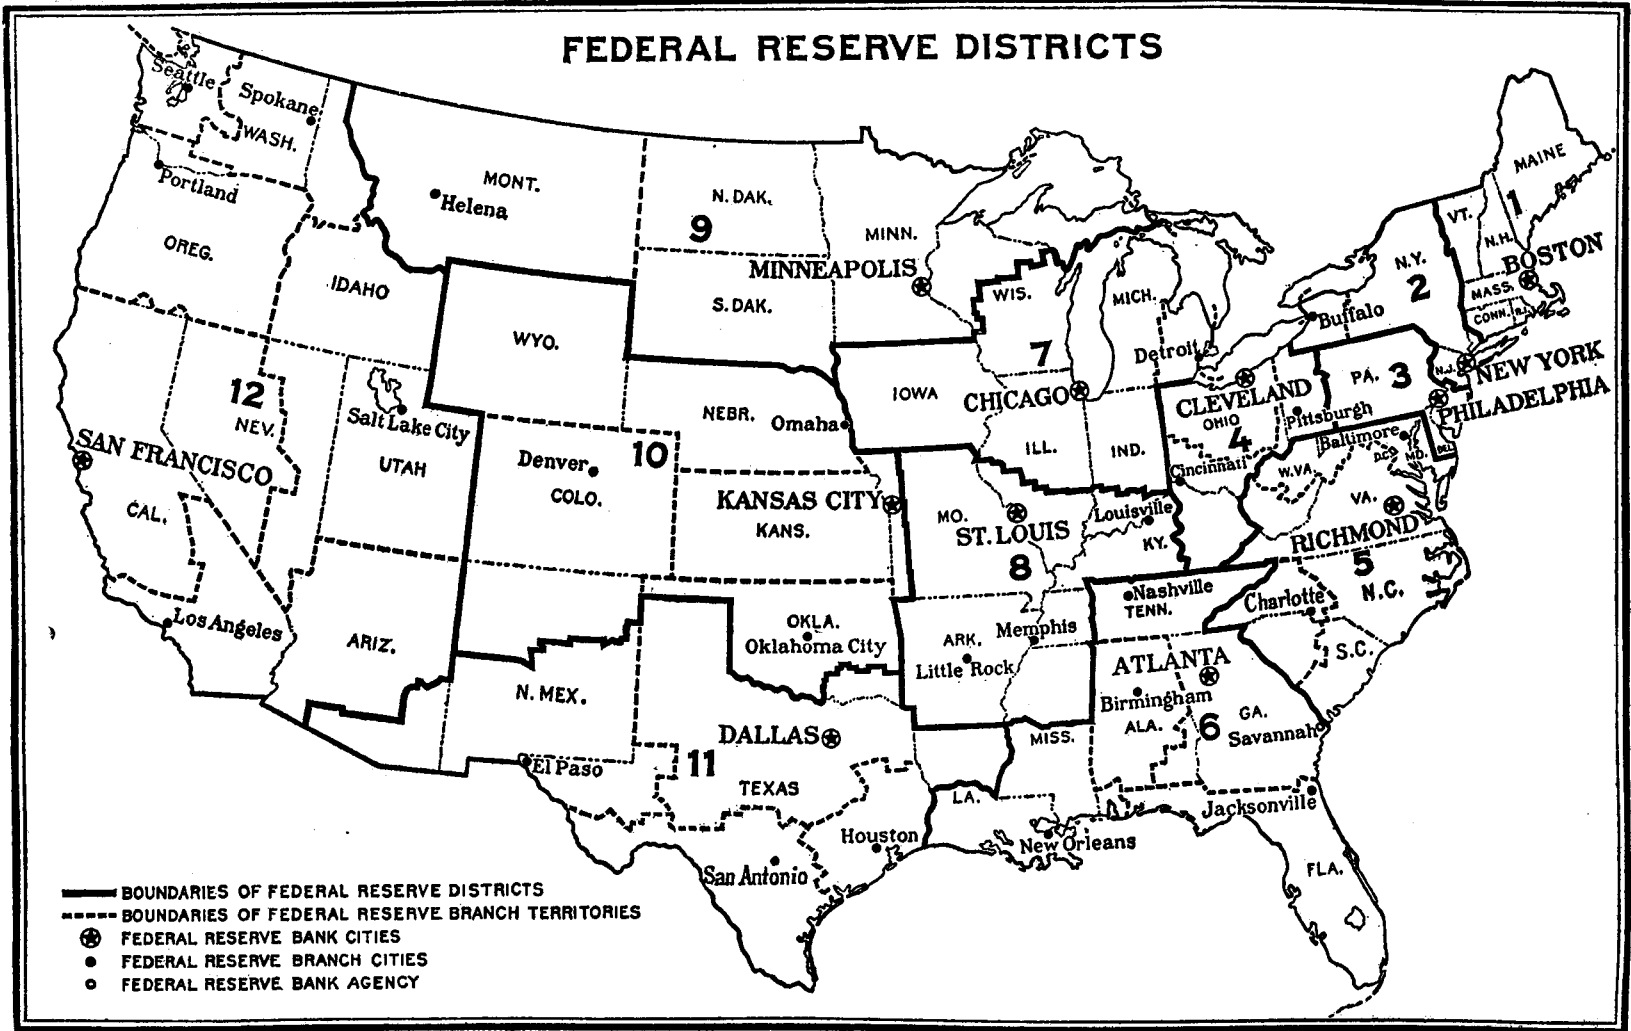 FEDERAL RESERVE DISTRICTS
Seattle
Spokane
WASH.
Portland
OREG.
IDAHO
MONT.
Helena
N. DAK.
9
MINN.
MINNEAPOLIS
S. DAK.
WYO.
WIS.
MICH.
7
Detroit
CHICAGO
IOWA
ILL.
IND.
MAINE
1
VT.
N.H.
BOSTON
MASS.
CONN.
R.I.
N.Y.
2
Buffalo
NEW YORK
N.J.
PA. 3
PHILADELPHIA
CLEVELAND
OHIO
4
Pittsburgh
Cincinnati
Baltimore
D.C.
MD.
DEL.
W.VA.
VA.
RICHMOND
5
N.C.
Charlotte
S.C.
12
NEV.
SAN FRANCISCO
CAL.
Los Angeles
Salt Lake City
UTAH
ARIZ.
NEBR.
Omaha
10
Denver
COLO.
KANSAS CITY
KANS.
MO.
ST. LOUIS
8
Louisville
KY.
Nashville
TENN.
Memphis
ARK.
Little Rock
OKLA.
Oklahoma City
N. MEX.
El Paso
DALLAS
11
TEXAS
Houston
San Antonio
ATLANTA
Birmingham
ALA.
6
GA.
Savannah
MISS.
LA.
New Orleans
Jacksonville
FLA.
BOUNDARIES OF FEDERAL RESERVE DISTRICTS
BOUNDARIES OF FEDERAL RESERVE BRANCH TERRITORIES
FEDERAL RESERVE BANK CITIES
FEDERAL RESERVE BRANCH CITIES
FEDERAL RESERVE BANK AGENCY